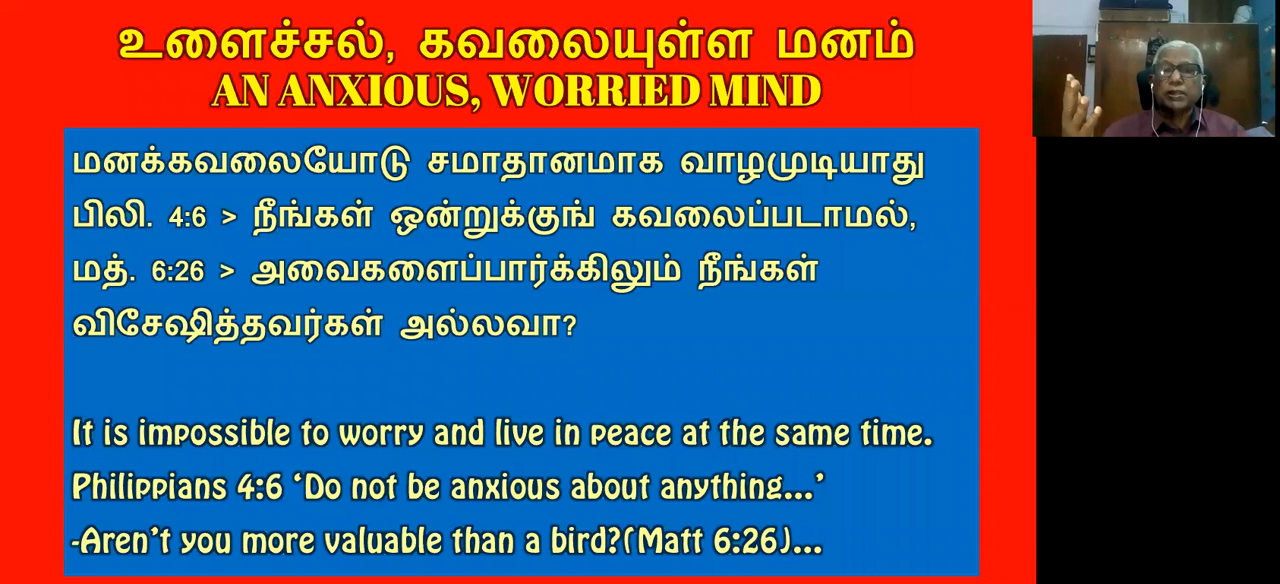 உளைச்சல், கவலையுள்ள மனம்
AN ANXIOUS, WORRIED MIND
மனக்கவலையோடு சமாதானமாக வாழமுடியாது
பிலி. 4:6 > நீங்கள் ஒன்றுக்குங் கவலைப்படாமல்,
மத். 6:26 > அவைகளைப்பார்க்கிலும் நீங்கள்
விசேஷித்தவர்கள் அல்லவா?
It is impossible to worry and live in peace at the same time.
Philippians 4:6 ‘Do not be anxious about anything...’
-Aren’t you more valuable than a bird?(Matt 6:26)...